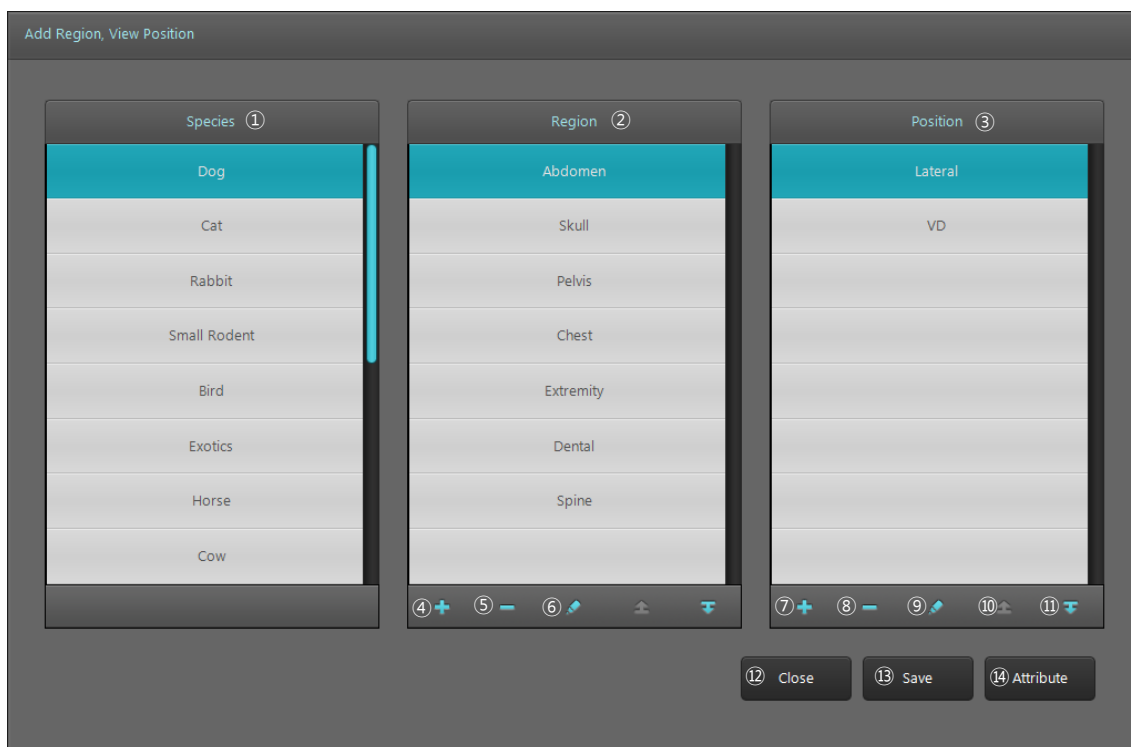 Add Region, View Position
Species ①
Region ②
Position ③
Dog
Abdomen
Lateral
Cat
Skull
VD
Rabbit
Pelvis
Small Rodent
Chest
Bird
Extremity
Exotics
Dental
Horse
Spine
Cow
④ ⑤ ⑥
⑦ ⑧ ⑨ ⑩ ⑪
⑫ Close
⑬ Save
⑭ Attribute